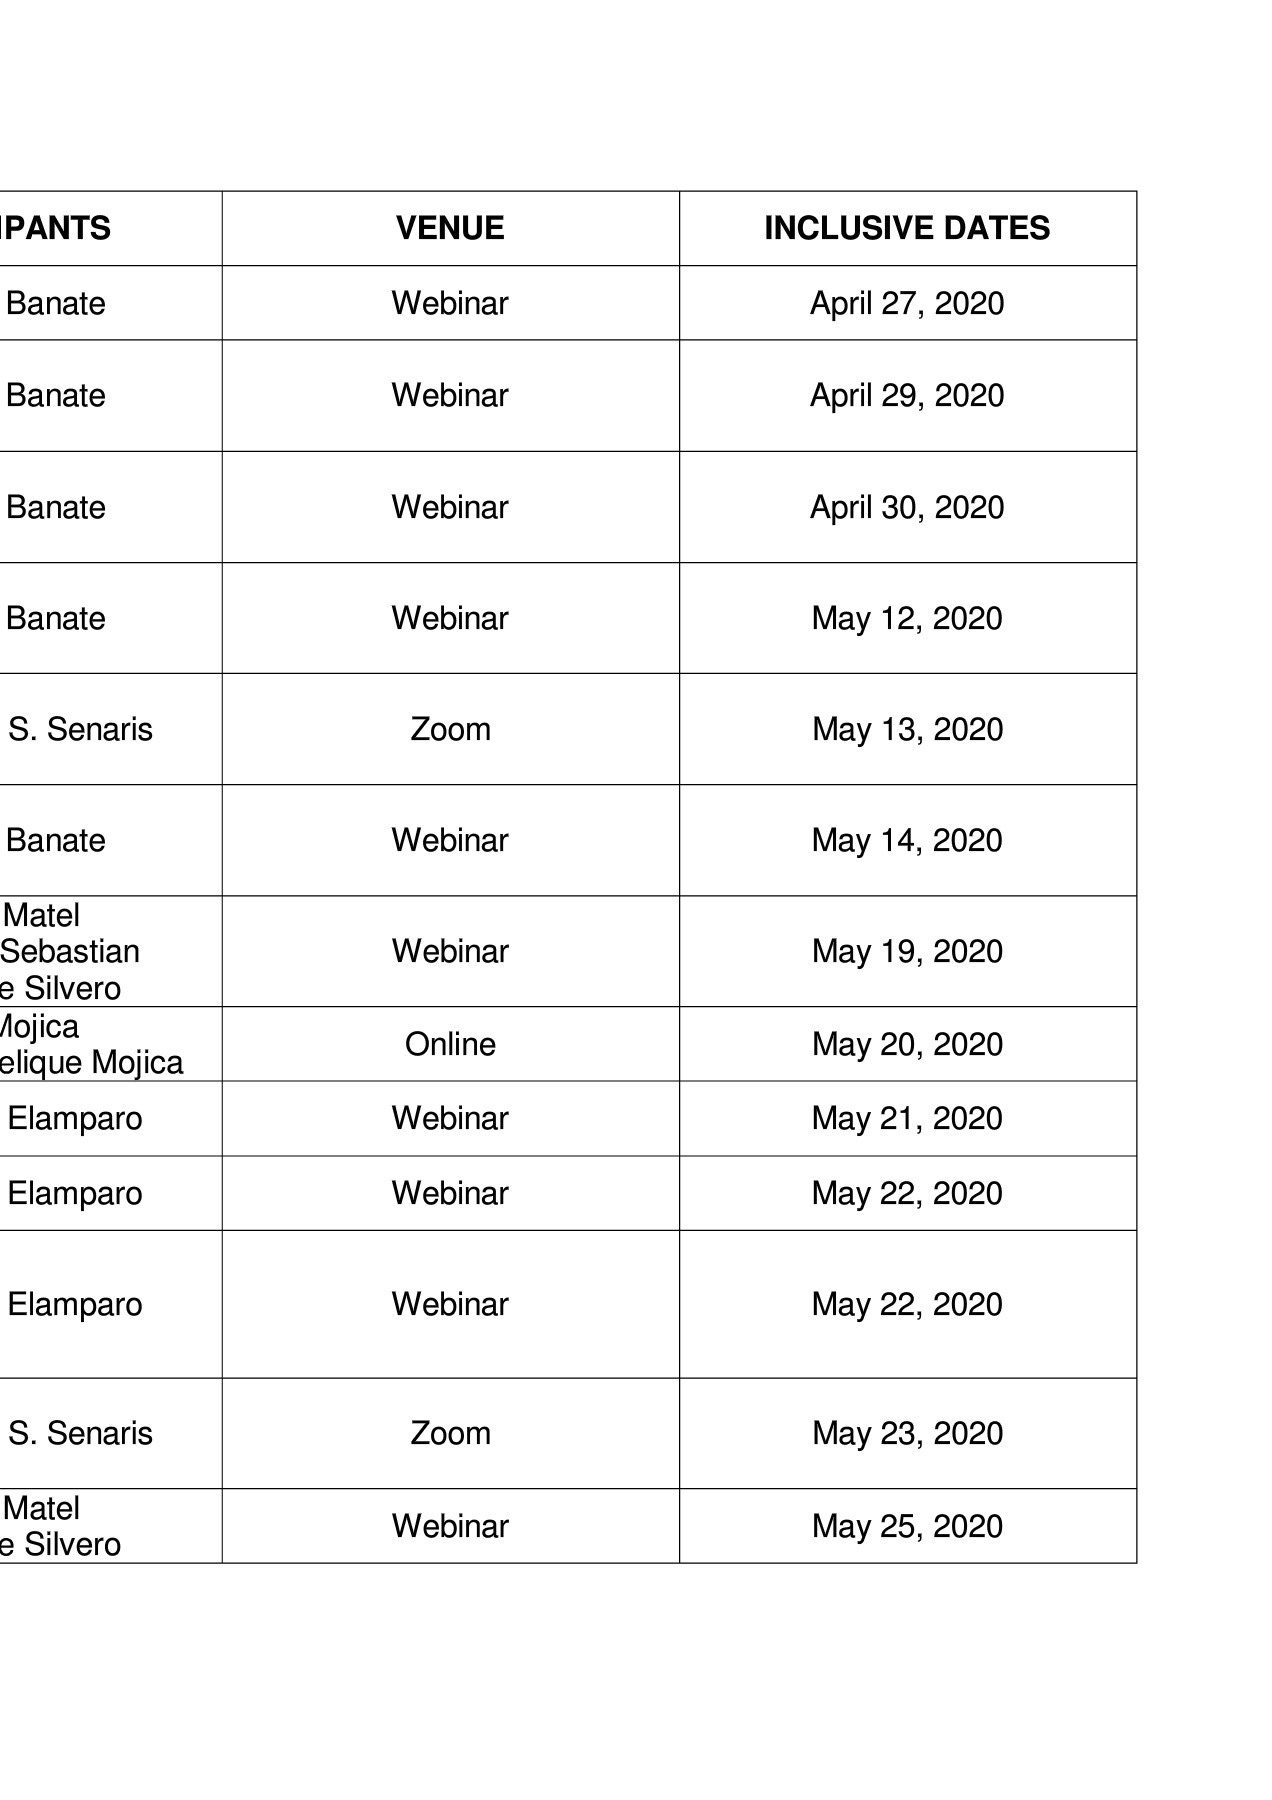 IPANTS VENUE INCLUSIVE DATES
Banate Webinar April 27, 2020
Banate Webinar April 29, 2020
Banate Webinar April 30, 2020
Banate Webinar May 12, 2020
S. Senaris Zoom May 13, 2020
Banate Webinar May 14, 2020
Matel
Sebastian Webinar May 19, 2020
e Silvero
Mojica
elique Mojica Online May 20, 2020
Elamparo Webinar May 21, 2020
Elamparo Webinar May 22, 2020
Elamparo Webinar May 22, 2020
S. Senaris Zoom May 23, 2020
Matel
e Silvero Webinar May 25, 2020